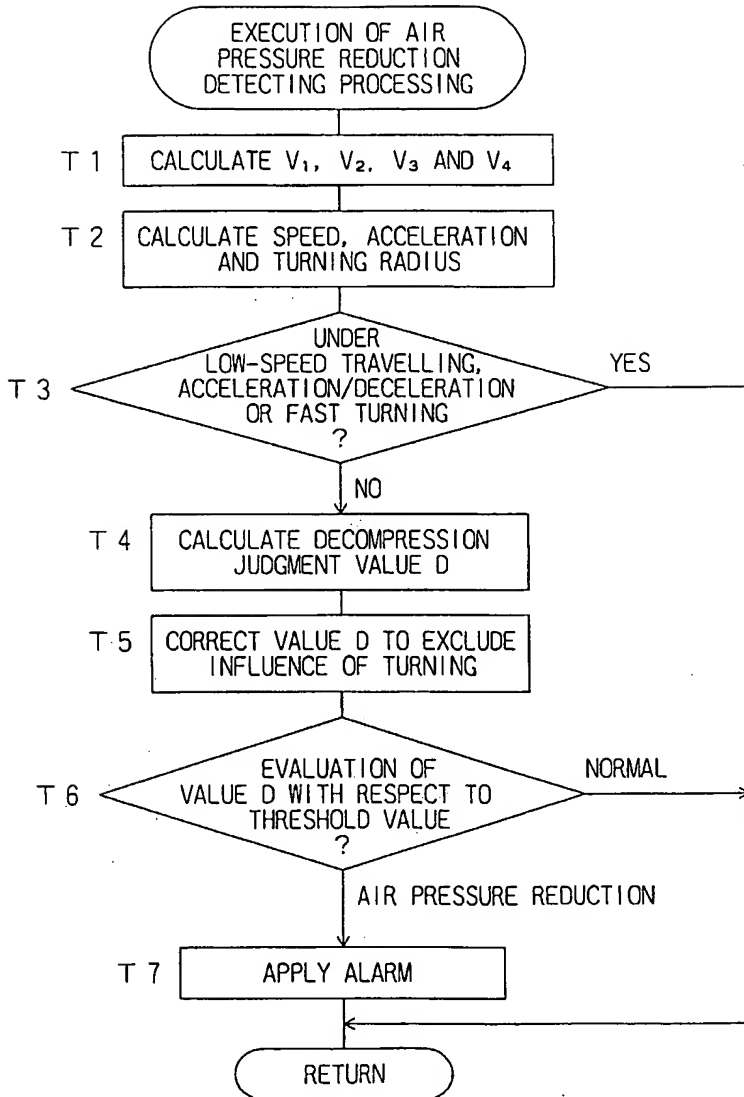 EXECUTION OF AIR
PRESSURE REDUCTION
DETECTING PROCESSING
T 1
CALCULATE V₁, V₂, V₃ AND V₄
T 2
CALCULATE SPEED, ACCELERATION
AND TURNING RADIUS
UNDER
LOW-SPEED TRAVELLING,
ACCELERATION/DECELERATION
OR FAST TURNING
?
T 3
YES
NO
T 4
CALCULATE DECOMPRESSION
JUDGMENT VALUE D
T 5
CORRECT VALUE D TO EXCLUDE
INFLUENCE OF TURNING
EVALUATION OF
VALUE D WITH RESPECT TO
THRESHOLD VALUE
?
T 6
NORMAL
AIR PRESSURE REDUCTION
T 7
APPLY ALARM
RETURN